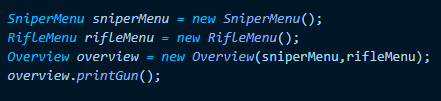 SniperMenu sniperMenu = new SniperMenu();
RifleMenu rifleMenu = new RifleMenu();
Overview overview = new Overview(sniperMenu,rifleMenu);
overview.printGun();